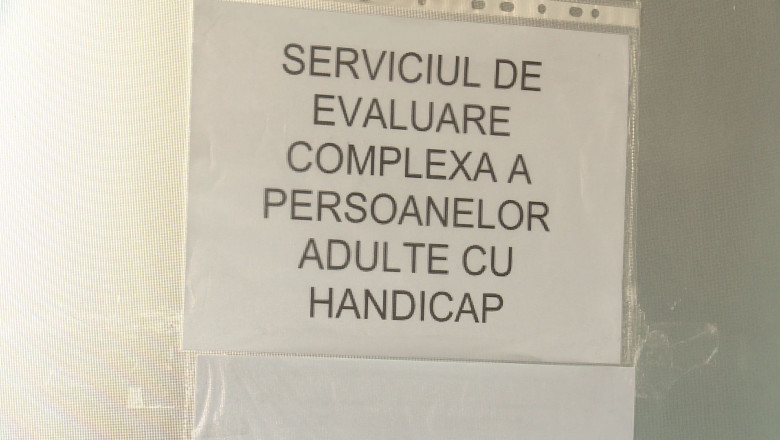 SERVICIUL DE
EVALUARE
COMPLEXA A
PERSOANELOR
ADULTE CU
HANDICAP